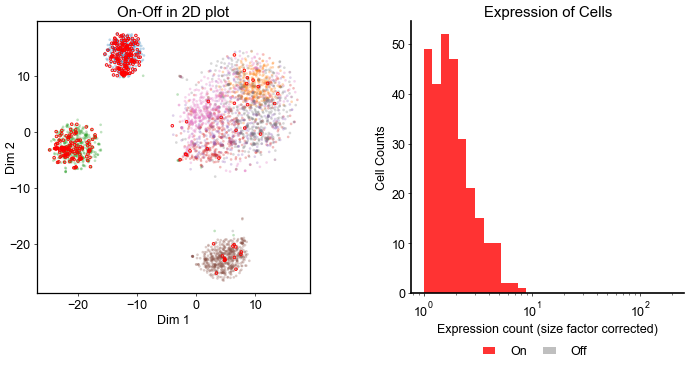 On-Off in 2D plot
Dim 2
10
0
−10
−20
−20 −10 0 10
Dim 1
Expression of Cells
Cell Counts
50
40
30
20
10
0
10^0 10^1 10^2
Expression count (size factor corrected)
On Off